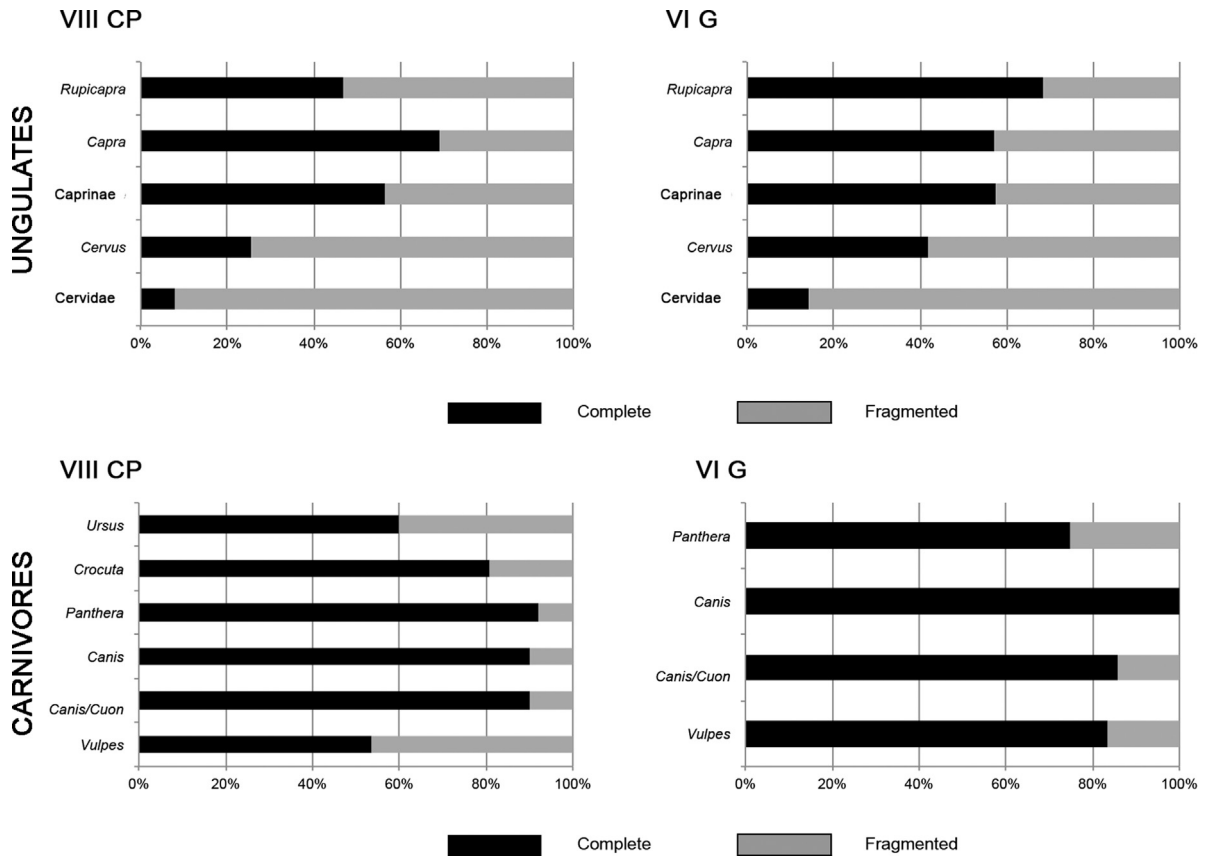 VIII CP
VI G
UNGULATES
Rupicapra
Capra
Caprinae
Cervus
Cervidae
0% 20% 40% 60% 80% 100%
Rupicapra
Capra
Caprinae
Cervus
Cervidae
0% 20% 40% 60% 80% 100%
Complete Fragmented
VIII CP
VI G
CARNIVORES
Ursus
Crocuta
Panthera
Canis
Canis/Cuon
Vulpes
0% 20% 40% 60% 80% 100%
Panthera
Canis
Canis/Cuon
Vulpes
0% 20% 40% 60% 80% 100%
Complete Fragmented